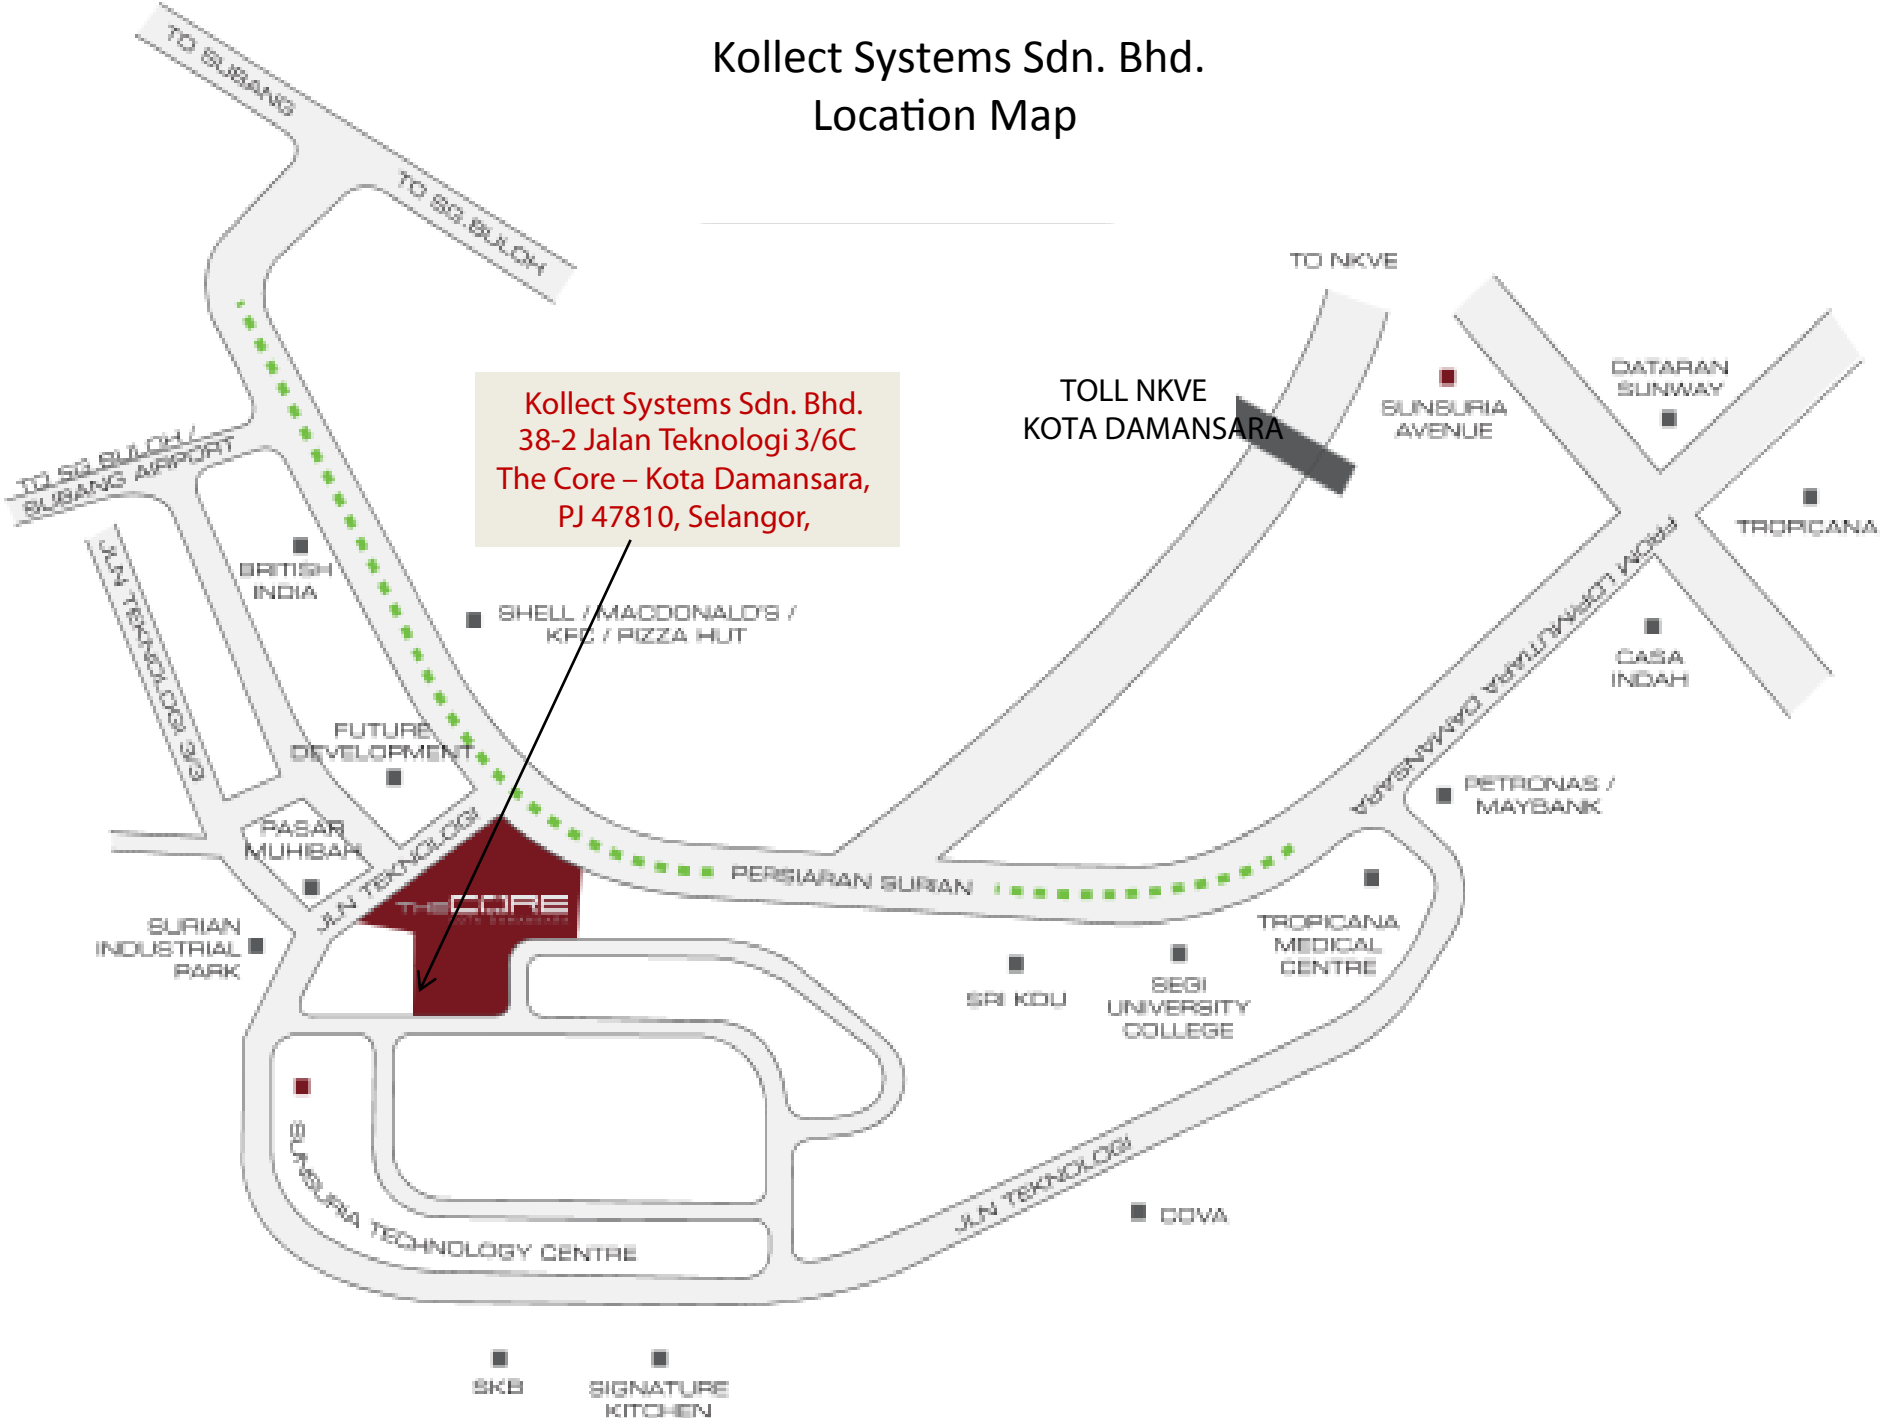 Kollect Systems Sdn. Bhd.
Location Map
TO SUBANG
TO SG.BULOH
TO NKVE
TOLL NKVE
KOTA DAMANSARA
SUNSURIA
AVENUE
DATARAN
SUNWAY
TROPICANA
CASA
INDAH
FROM LDP/MUTIARA DAMANSARA
Kollect Systems Sdn. Bhd.
38-2 Jalan Teknologi 3/6C
The Core – Kota Damansara,
PJ 47810, Selangor,
TO SG BULOH /
SUBANG AIRPORT
JLN TEKNOLOGI 3/3
BRITISH
INDIA
SHELL / MACDONALD'S /
KFC / PIZZA HUT
FUTURE
DEVELOPMENT
PASAR
MUHIBAH
JLN TEKNOLOGI
THE CORE
PERSIARAN SURIAN
PETRONAS /
MAYBANK
SURIAN
INDUSTRIAL
PARK
TROPICANA
MEDICAL
CENTRE
SRI KDU
SEGI
UNIVERSITY
COLLEGE
SUNSURIA TECHNOLOGY CENTRE
JLN TEKNOLOGI
COVA
SKB
SIGNATURE
KITCHEN